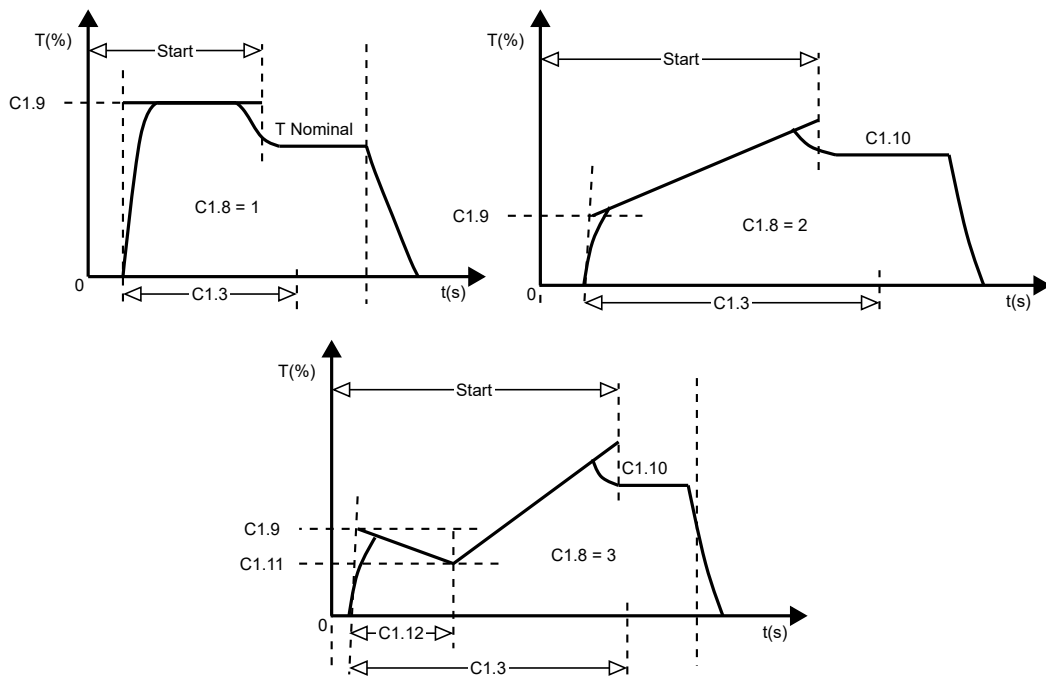 T(%)
Start
C1.9
T Nominal
C1.8 = 1
0
C1.3
t(s)
T(%)
Start
C1.10
C1.9
C1.8 = 2
0
C1.3
t(s)
T(%)
Start
C1.10
C1.9
C1.11
C1.8 = 3
0
C1.12
t(s)
C1.3